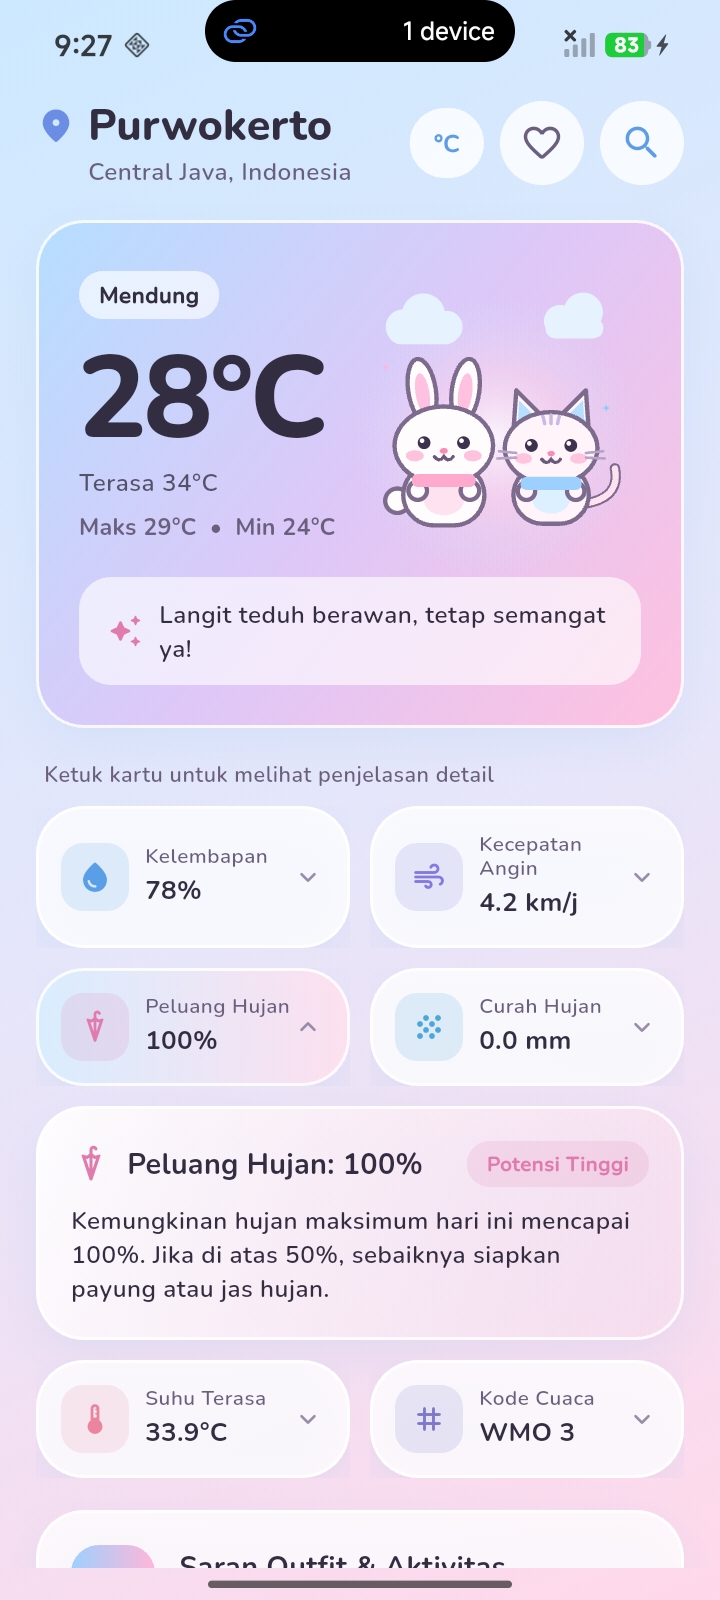 9:27
1 device
83
Purwokerto
Central Java, Indonesia
°C
Mendung
28°C
Terasa 34°C
Maks 29°C • Min 24°C
Langit teduh berawan, tetap semangat
ya!
Ketuk kartu untuk melihat penjelasan detail
Kelembapan
78%
Kecepatan
Angin
4.2 km/j
Peluang Hujan
100%
Curah Hujan
0.0 mm
Peluang Hujan: 100%
Potensi Tinggi
Kemungkinan hujan maksimum hari ini mencapai
100%. Jika di atas 50%, sebaiknya siapkan
payung atau jas hujan.
Suhu Terasa
33.9°C
Kode Cuaca
WMO 3
Saran Outfit & Aktivitas